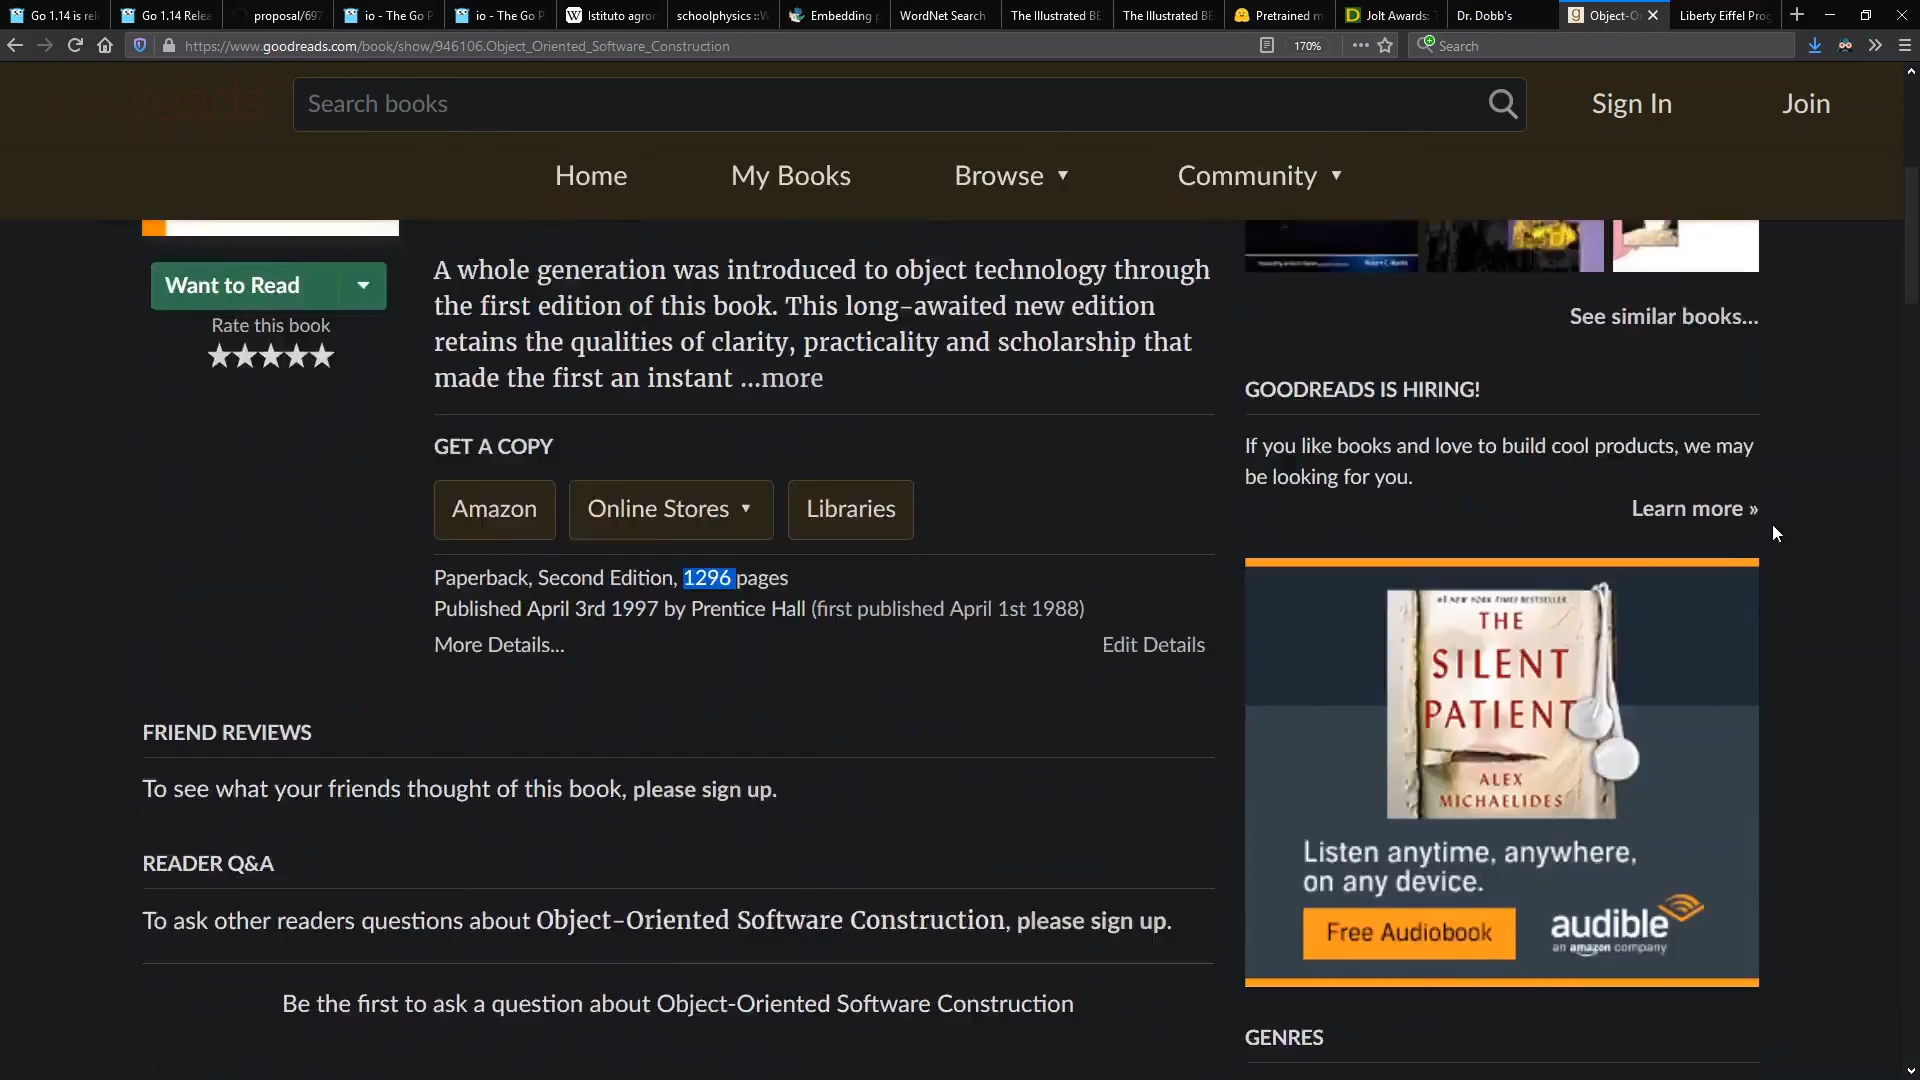 Go 1.14 is rel
Go 1.14 Relea
proposal/697
io - The Go P
io - The Go P
Istituto agron
schoolphysics ::W
Embedding p
WordNet Search
The Illustrated BE
The Illustrated BE
Pretrained m
Jolt Awards: T
Dr. Dobb's
Object-O
Liberty Eiffel Prog
https://www.goodreads.com/book/show/946106.Object_Oriented_Software_Construction
170%
Search
Search books
Sign In
Join
Home
My Books
Browse ▼
Community ▼
Want to Read
Rate this book
A whole generation was introduced to object technology through
the first edition of this book. This long-awaited new edition
retains the qualities of clarity, practicality and scholarship that
made the first an instant ...more
GET A COPY
Amazon
Online Stores ▼
Libraries
Paperback, Second Edition, 1296 pages
Published April 3rd 1997 by Prentice Hall (first published April 1st 1988)
More Details...
Edit Details
FRIEND REVIEWS
To see what your friends thought of this book, please sign up.
READER Q&A
To ask other readers questions about Object-Oriented Software Construction, please sign up.
Be the first to ask a question about Object-Oriented Software Construction
See similar books...
GOODREADS IS HIRING!
If you like books and love to build cool products, we may
be looking for you.
Learn more »
#1 NEW YORK TIMES BESTSELLER
THE
SILENT
PATIENT
ALEX
MICHAELIDES
Listen anytime, anywhere,
on any device.
Free Audiobook
audible
an amazon company
GENRES